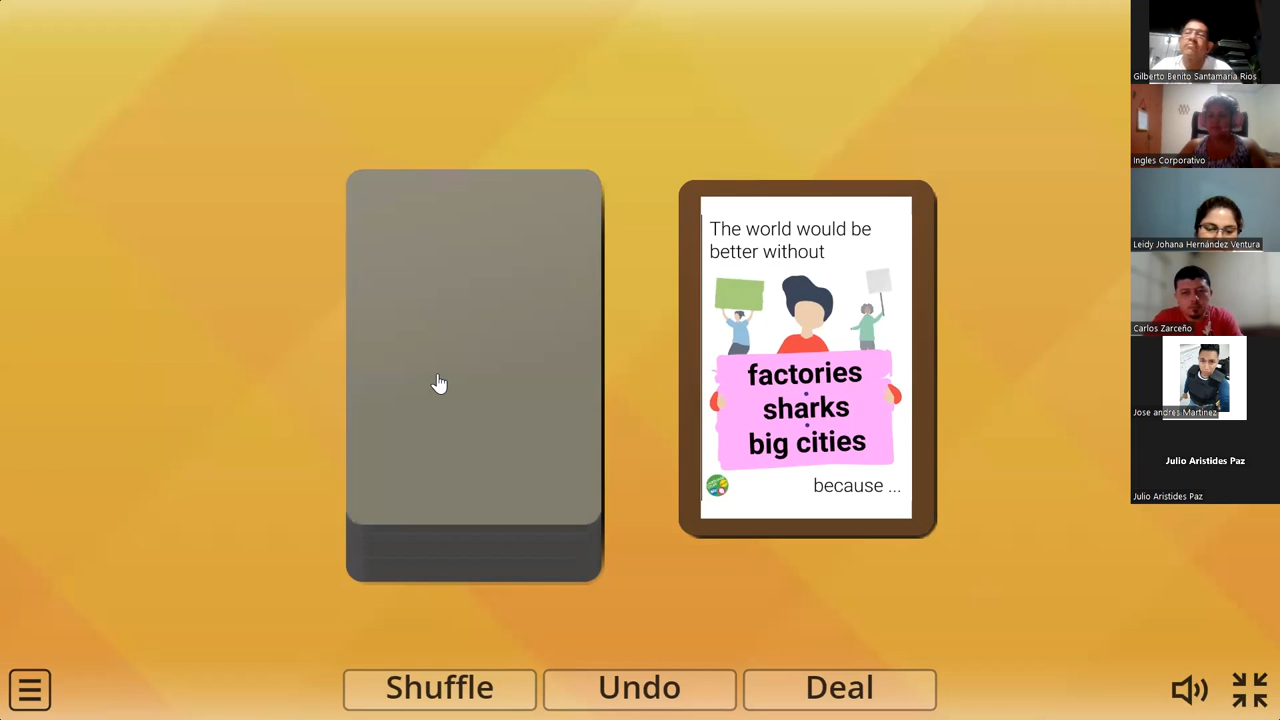 The world would be
better without
factories
sharks
big cities
because ...
Shuffle
Undo
Deal
Gilberto Benito Santamaria Rios
Ingles Corporativo
Leidy Johana Hernández Ventura
Carlos Zarceño
Jose andres Martinez
Julio Aristides Paz
Julio Aristides Paz